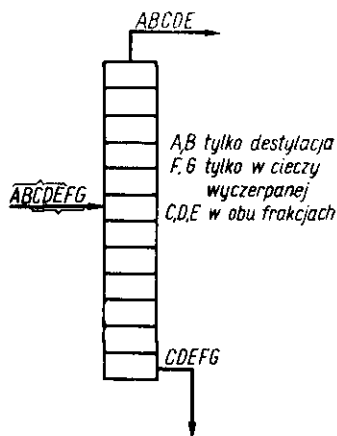 ABCDE
A,B tylko destylacja
F,G tylko w cieczy
wyczerpanej
ABCDEFG
C,D,E w obu frakcjach
CDEFG